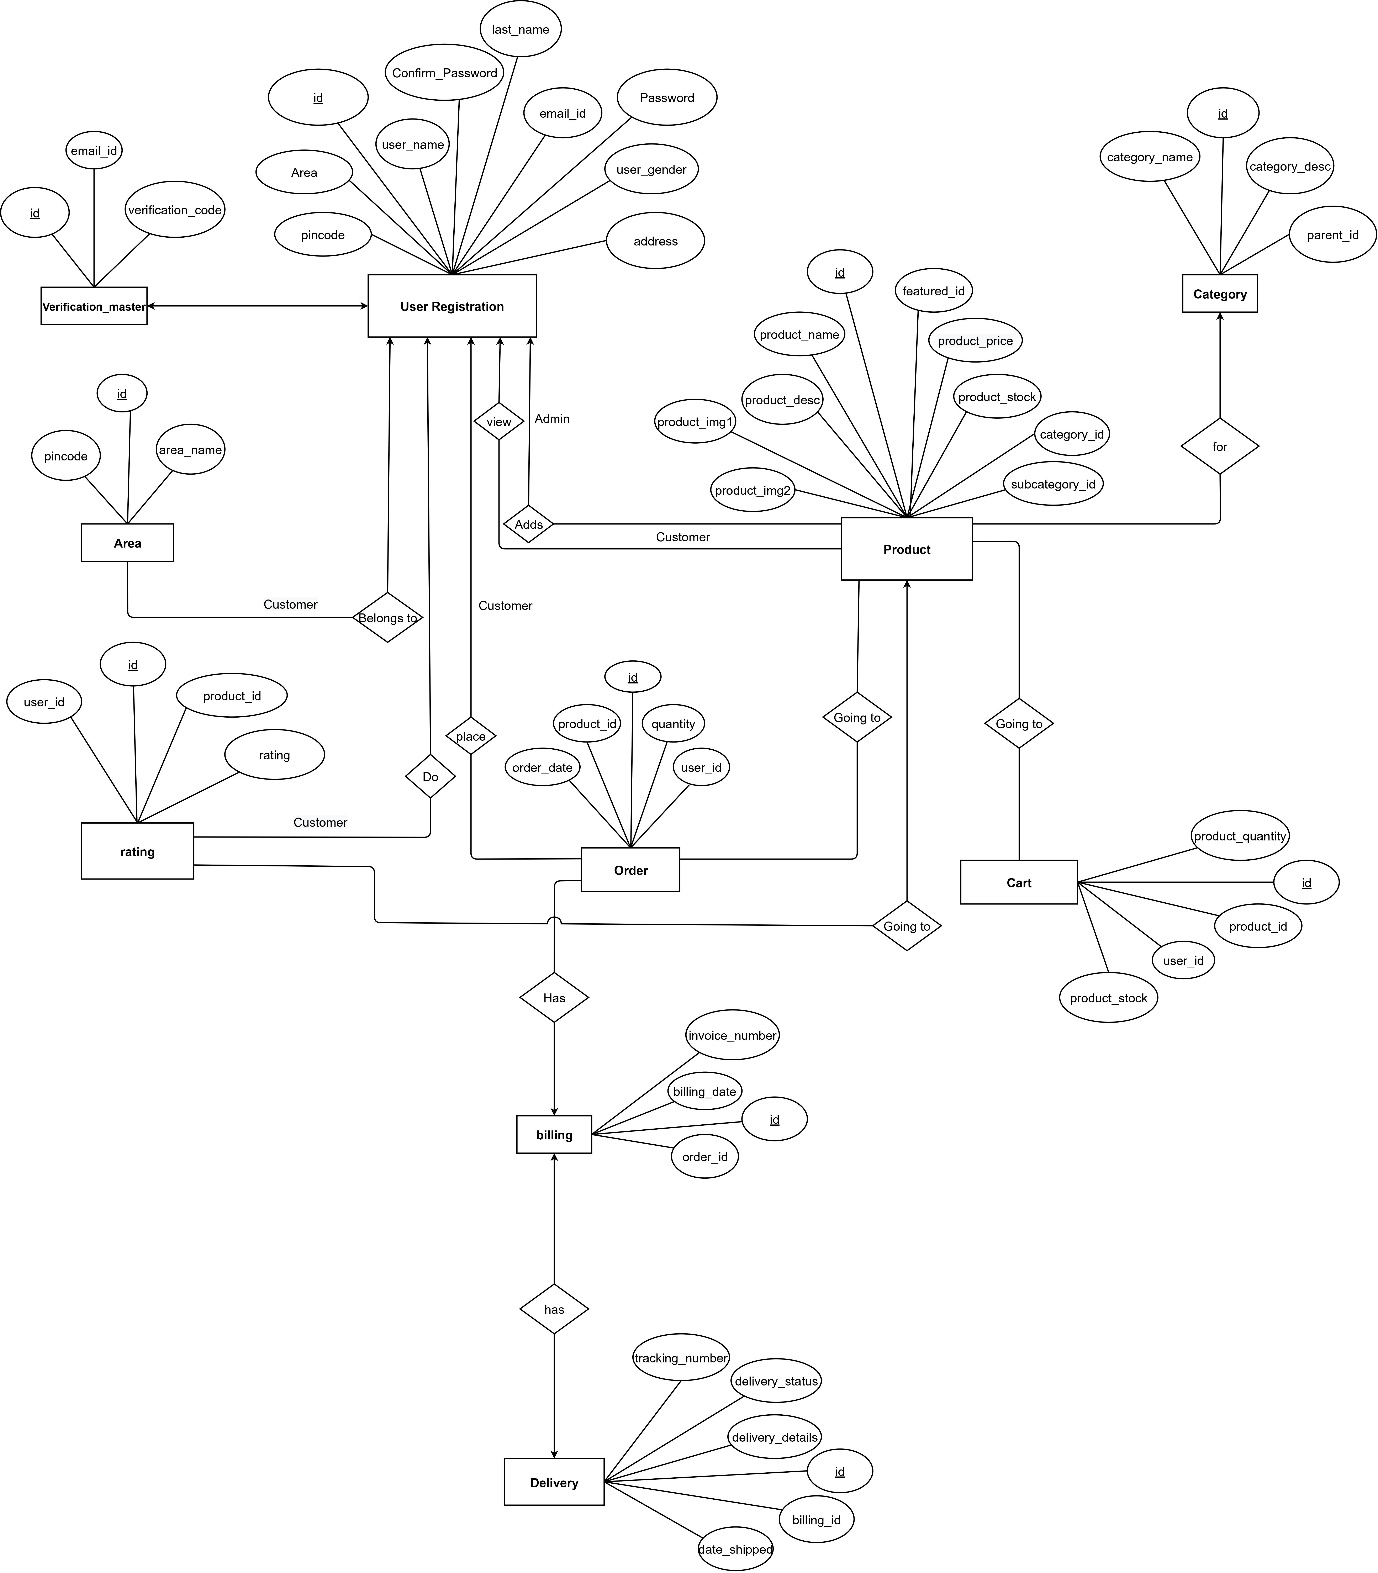 last_name
Confirm_Password
id
Password
email_id
user_name
email_id
Area
user_gender
id
verification_code
pincode
address
Verification_master
User Registration
id
category_name
category_desc
parent_id
Category
id
featured_id
product_name
product_price
product_desc
product_stock
product_img1
category_id
product_img2
subcategory_id
Product
view
Admin
for
Adds
Customer
id
pincode
area_name
Area
Customer
Belongs to
Customer
id
user_id
product_id
rating
rating
Customer
Do
place
id
product_id
quantity
order_date
user_id
Order
Going to
Going to
Going to
product_quantity
id
product_id
user_id
product_stock
Cart
Has
invoice_number
billing_date
id
order_id
billing
has
tracking_number
delivery_status
delivery_details
id
billing_id
date_shipped
Delivery